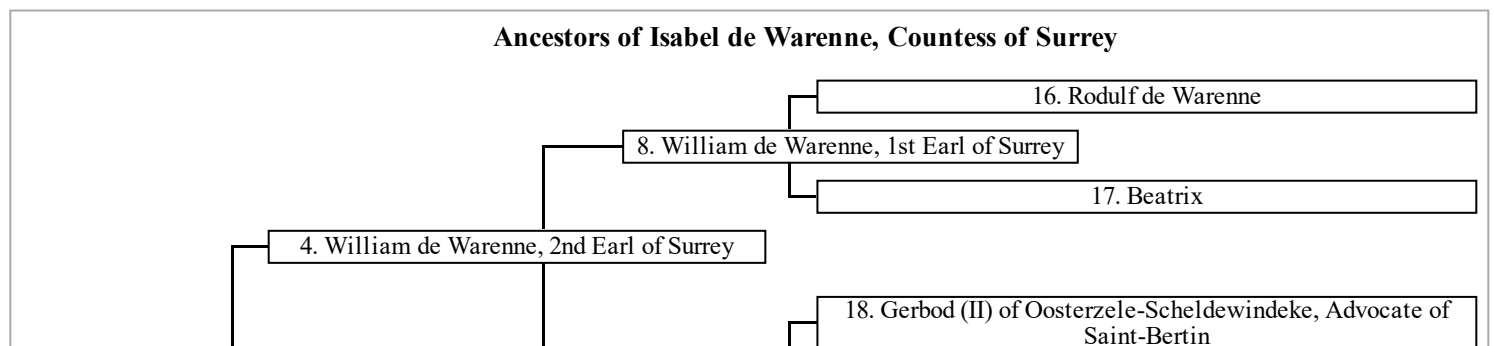 Ancestors of Isabel de Warenne, Countess of Surrey
16. Rodulf de Warenne
8. William de Warenne, 1st Earl of Surrey
17. Beatrix
4. William de Warenne, 2nd Earl of Surrey
18. Gerbod (II) of Oosterzele-Scheldewindeke, Advocate of
Saint-Bertin